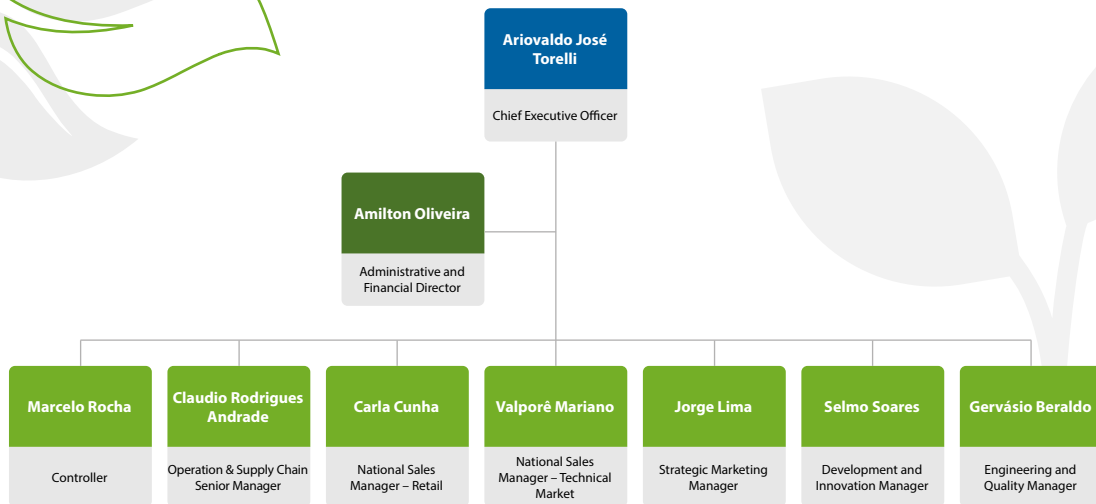 Ariovaldo José
Torelli
Chief Executive Officer
Amilton Oliveira
Administrative and
Financial Director
Marcelo Rocha
Controller
Claudio Rodrigues
Andrade
Operation & Supply Chain
Senior Manager
Carla Cunha
National Sales
Manager – Retail
Valporê Mariano
National Sales
Manager – Technical
Market
Jorge Lima
Strategic Marketing
Manager
Selmo Soares
Development and
Innovation Manager
Gervásio Beraldo
Engineering and
Quality Manager